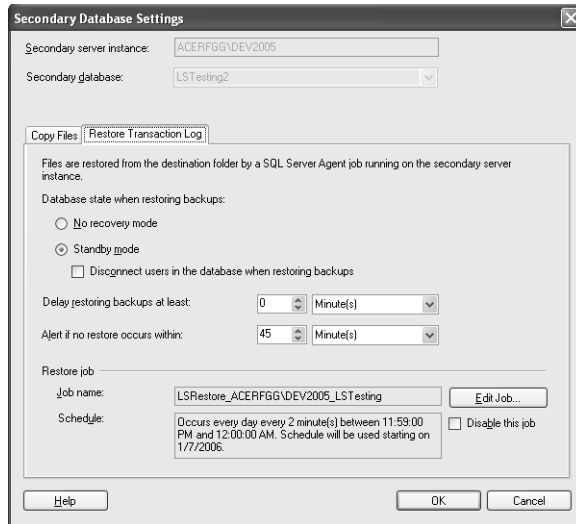 Secondary Database Settings
Secondary server instance:
ACERFGG\DEV2005
Secondary database:
LSTesting2
Copy Files
Restore Transaction Log
Files are restored from the destination folder by a SQL Server Agent job running on the secondary server
instance.
Database state when restoring backups:
No recovery mode
Standby mode
Disconnect users in the database when restoring backups
Delay restoring backups at least:
0
Minute(s)
Alert if no restore occurs within:
45
Minute(s)
Restore job
Job name:
LSRestore_ACERFGG\DEV2005_LSTesting
Edit Job...
Schedule:
Occurs every day every 2 minute(s) between 11:59:00
PM and 12:00:00 AM. Schedule will be used starting on
1/7/2006.
Disable this job
Help
OK
Cancel